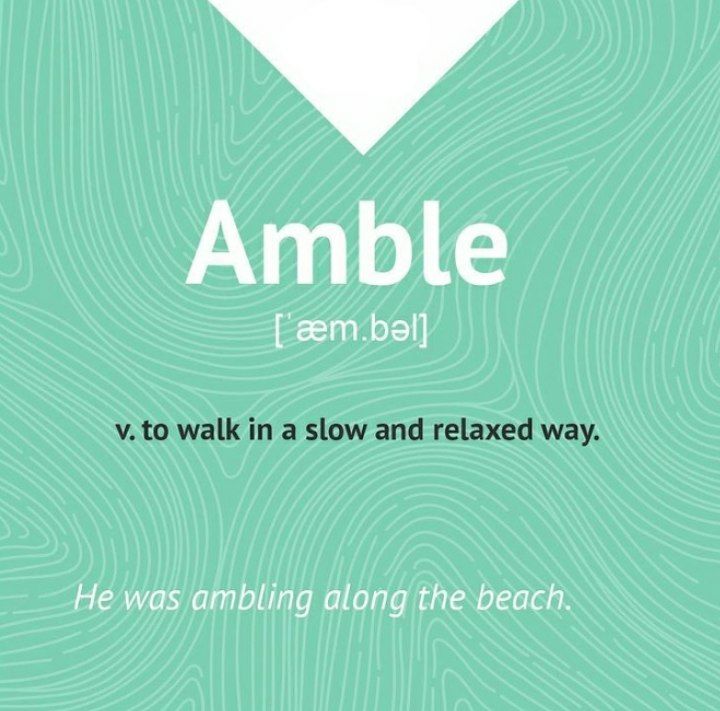 Amble
[ˈæm.bəl]
v. to walk in a slow and relaxed way.
He was ambling along the beach.